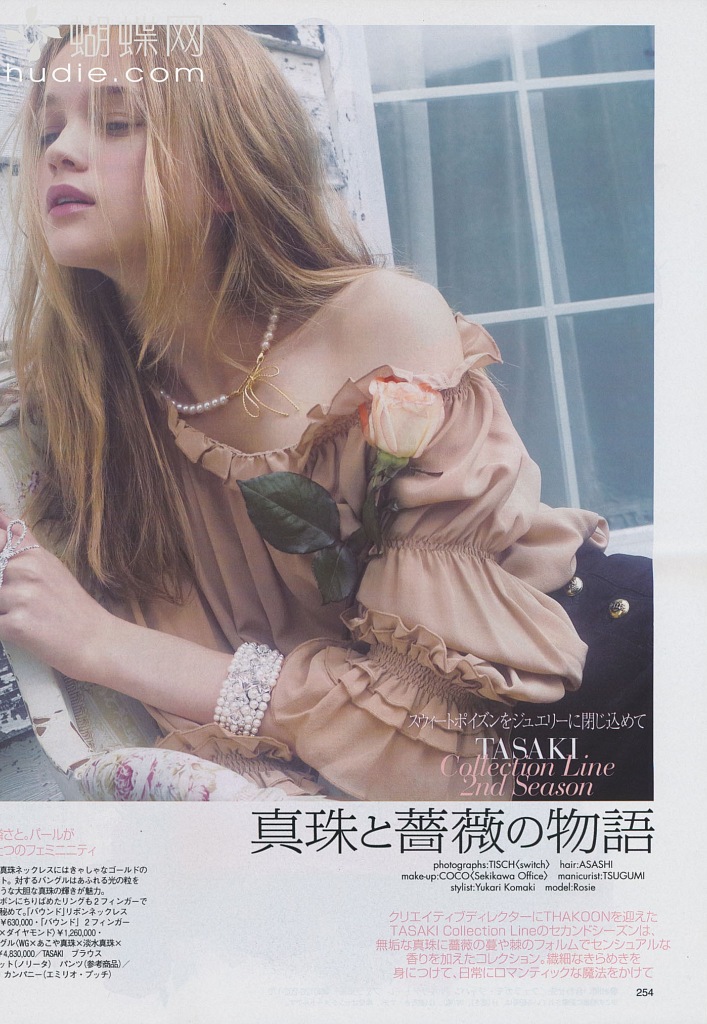 蝴蝶网
hudie.com
スウィートポイズンをジュエリーに閉じ込めて
TASAKI
Collection Line
2nd Season
真珠と薔薇の物語
photographs:TISCH〈switch〉 hair:ASASHI
make-up:COCO〈Sekikawa Office〉 manicurist:TSUGUMI
stylist:Yukari Komaki model:Rosie
さと。パールが
つのフェミニニティ
真珠ネックレスにはきゃしゃなゴールドの
ト。対するバングルはあふれる光の粒を
うな大胆な真珠の輝きが魅力。
ボンにちりばめたリングも2フィンガーで
秘めて。「バウンド」リボンネックレス
¥630,000・「バウンド」2フィンガー
×ダイヤモンド)¥1,260,000・
グル(WG×あこや真珠×淡水真珠×
¥4,830,000/TASAKI ブラウス
ット(ノリータ) パンツ(参考商品)/
カンパニー(エミリオ・プッチ)
クリエイティブディレクターにTHAKOONを迎えた
TASAKI Collection Lineのセカンドシーズンは、
無垢な真珠に薔薇の蔓や棘のフォルムでセンシュアルな
香りを加えたコレクション。繊細なきらめきを
身につけて、日常にロマンティックな魔法をかけて
254